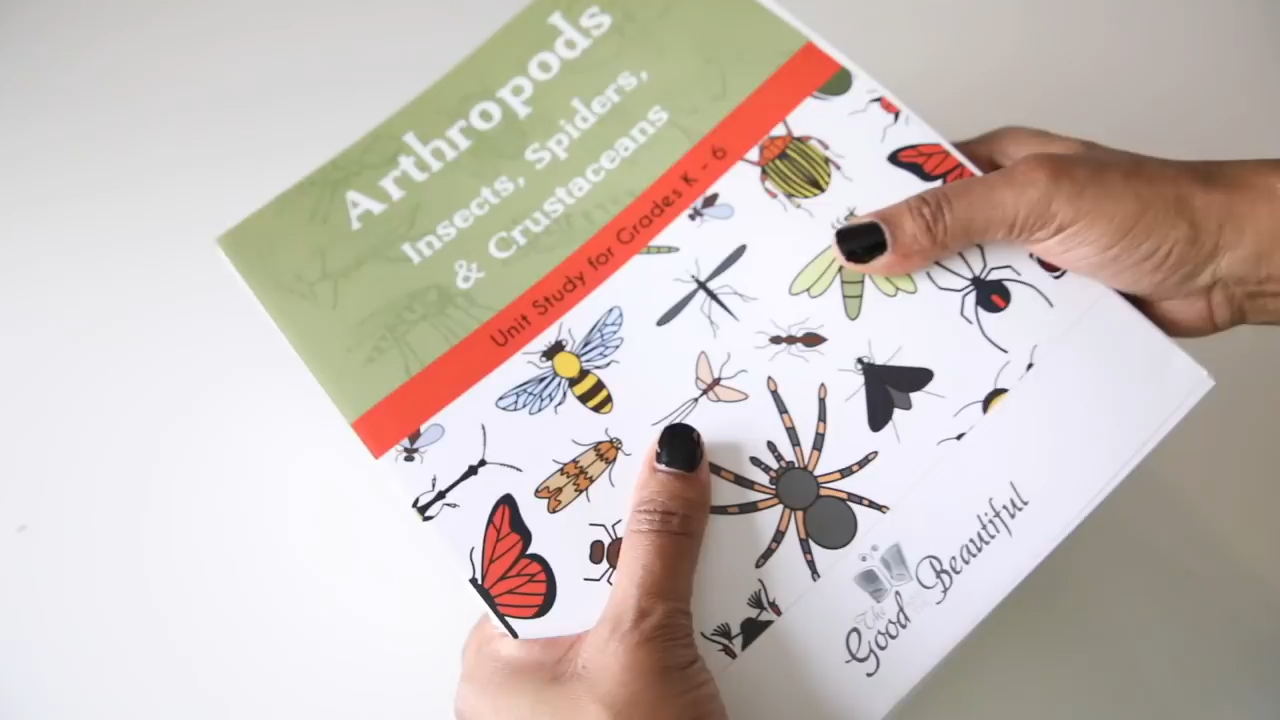 Arthropods
Insects, Spiders,
& Crustaceans
Unit Study for Grades K - 6
The
Good and the
Beautiful